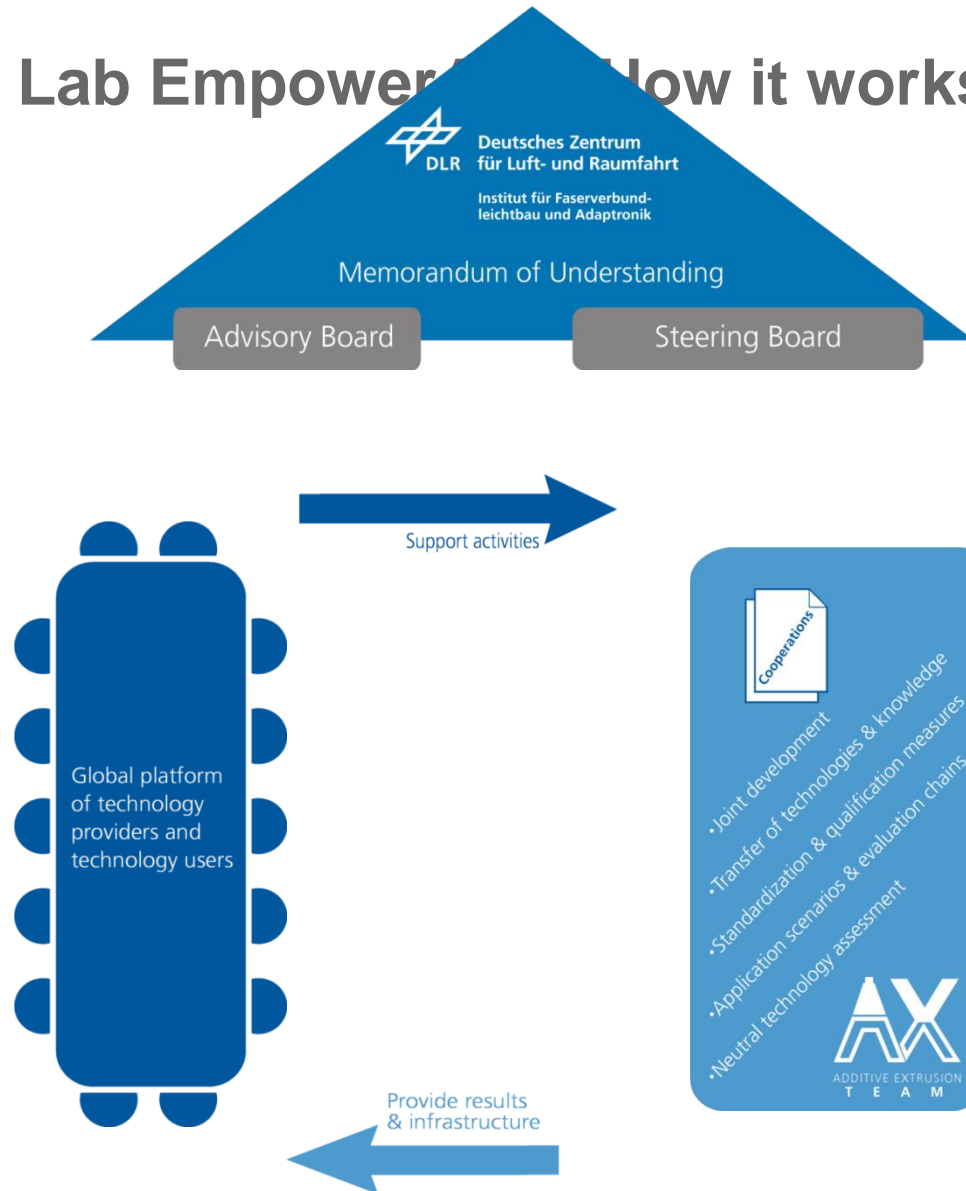 Lab Empower How it works
DLR
Deutsches Zentrum
für Luft- und Raumfahrt
Institut für Faserverbund-
leichtbau und Adaptronik
Memorandum of Understanding
Advisory Board
Steering Board
Support activities
Global platform
of technology
providers and
technology users
Cooperations
•Joint development
•Transfer of technologies & knowledge
•Standardization & qualification measures
•Application scenarios & evaluation chains
•Neutral technology assessment
AX
ADDITIVE EXTRUSION
TEAM
Provide results
& infrastructure